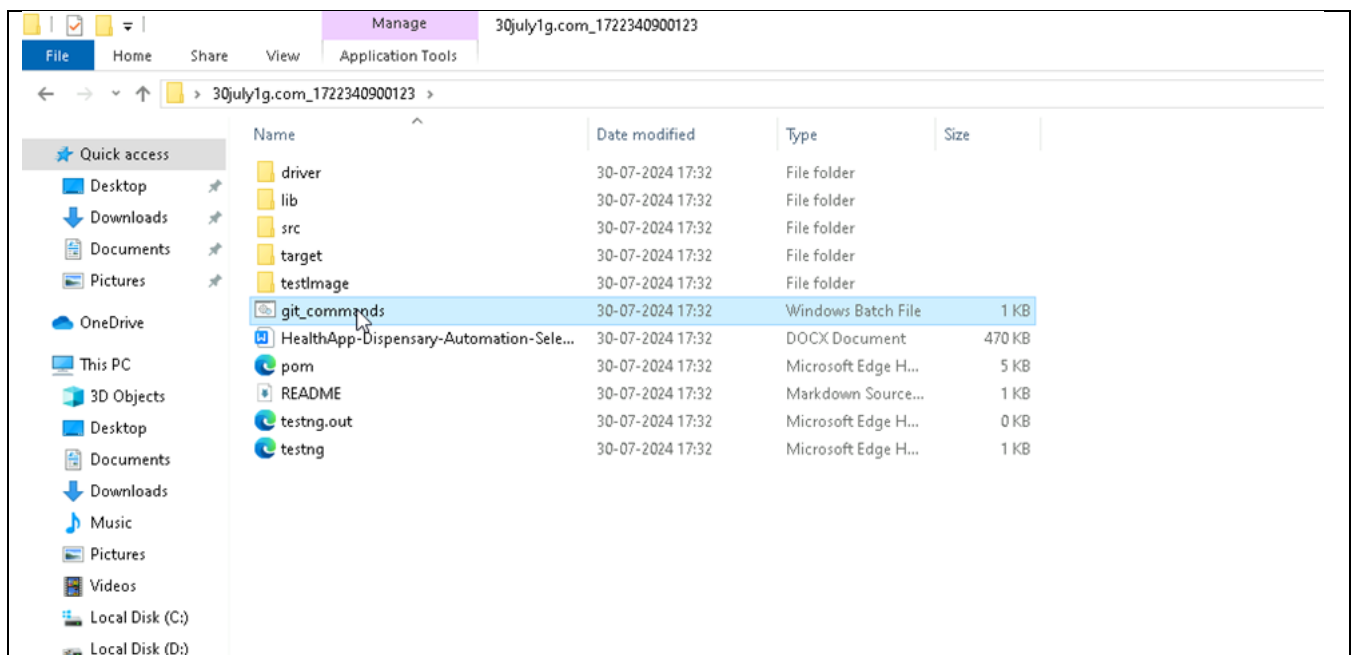 Manage 30july1g.com_1722340900123
File Home Share View Application Tools
30july1g.com_1722340900123
Name Date modified Type Size
Quick access
Desktop
Downloads
Documents
Pictures
OneDrive
This PC
3D Objects
Desktop
Documents
Downloads
Music
Pictures
Videos
Local Disk (C:)
Local Disk (D:)
driver 30-07-2024 17:32 File folder
lib 30-07-2024 17:32 File folder
src 30-07-2024 17:32 File folder
target 30-07-2024 17:32 File folder
testImage 30-07-2024 17:32 File folder
git_commands 30-07-2024 17:32 Windows Batch File 1 KB
HealthApp-Dispensary-Automation-Sele... 30-07-2024 17:32 DOCX Document 470 KB
pom 30-07-2024 17:32 Microsoft Edge H... 5 KB
README 30-07-2024 17:32 Markdown Source... 1 KB
testng.out 30-07-2024 17:32 Microsoft Edge H... 0 KB
testng 30-07-2024 17:32 Microsoft Edge H... 1 KB